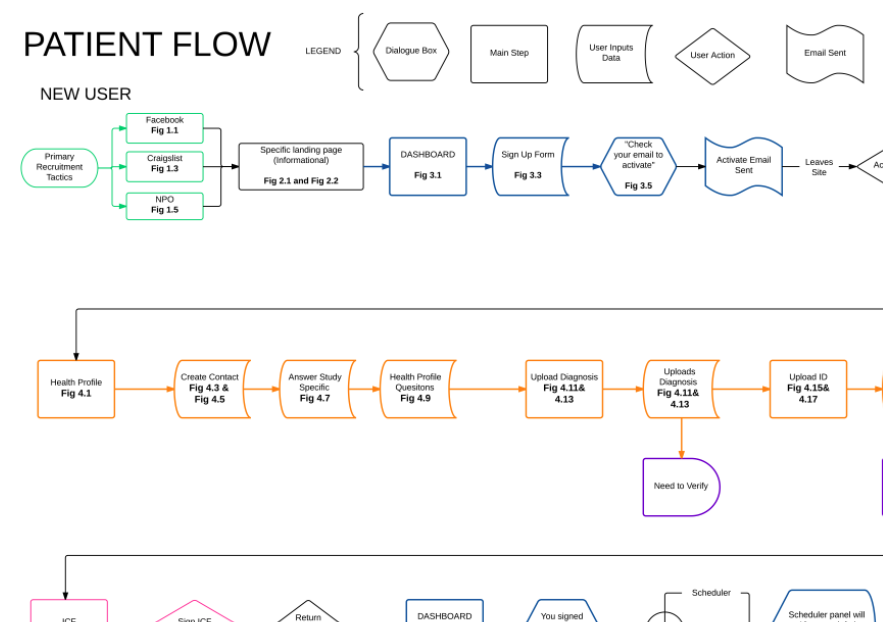 PATIENT FLOW
LEGEND
Dialogue Box
Main Step
User Inputs
Data
User Action
Email Sent
NEW USER
Primary
Recruitment
Tactics
Facebook
Fig 1.1
Craigslist
Fig 1.3
NPO
Fig 1.5
Specific landing page
(Informational)
Fig 2.1 and Fig 2.2
DASHBOARD
Fig 3.1
Sign Up Form
Fig 3.3
"Check
your email to
activate"
Fig 3.5
Activate Email
Sent
Leaves
Site
Health Profile
Fig 4.1
Create Contact
Fig 4.3 &
Fig 4.5
Answer Study
Specific
Fig 4.7
Health Profile
Quesitons
Fig 4.9
Upload Diagnosis
Fig 4.11&
4.13
Uploads
Diagnosis
Fig 4.11&
4.13
Upload ID
Fig 4.15&
4.17
Need to Verify
ICF
Sign ICF
Return
DASHBOARD
You signed
Scheduler
Scheduler panel will